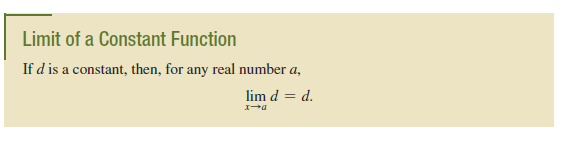 Limit of a Constant Function
If d is a constant, then, for any real number a,
lim d = d.
x→a